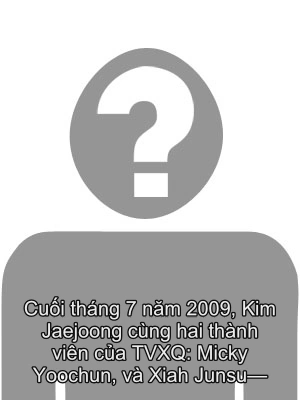 Cuối tháng 7 năm 2009, Kim
Jaejoong cùng hai thành
viên của TVXQ: Micky
Yoochun, và Xiah Junsu—